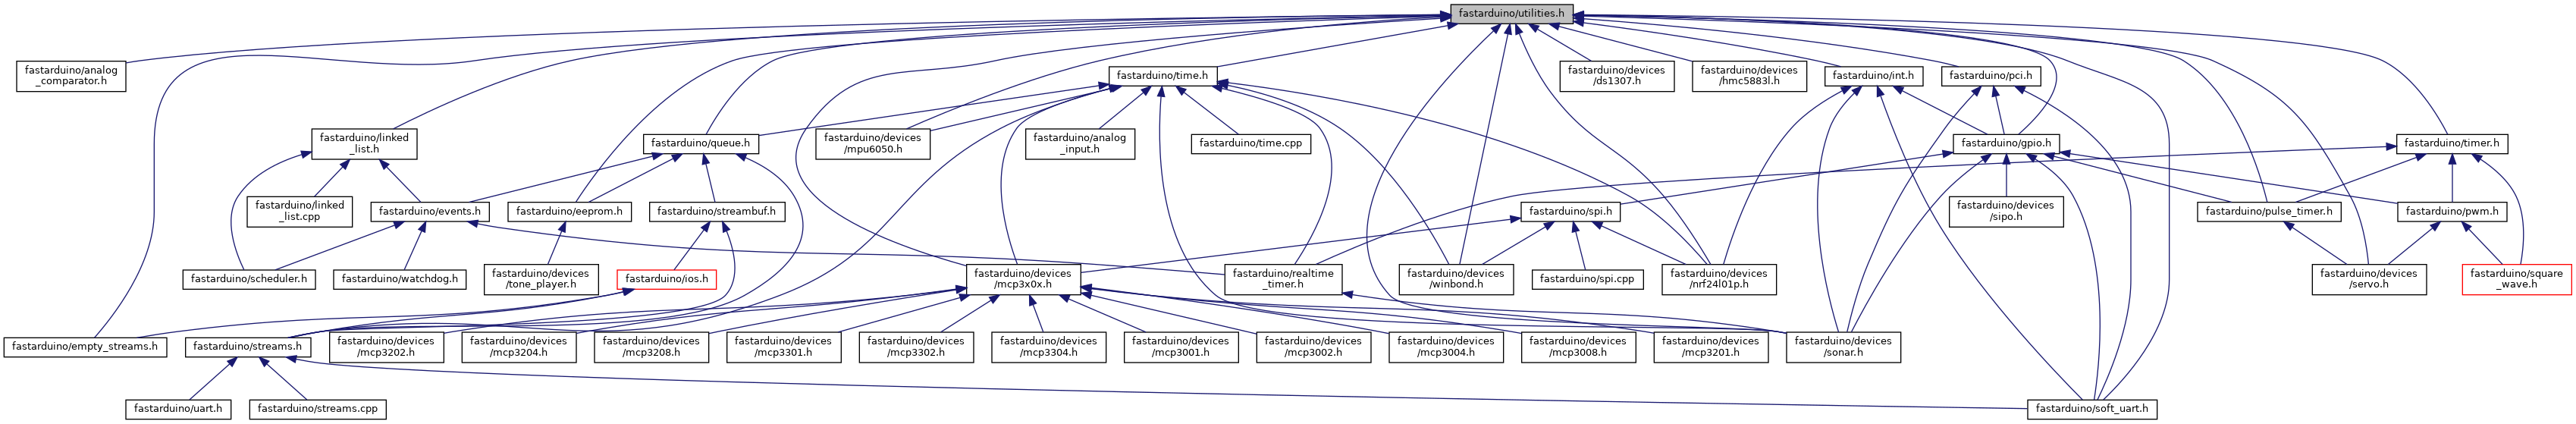 fastarduino/utilities.h
fastarduino/analog
_comparator.h
fastarduino/time.h
fastarduino/devices
/ds1307.h
fastarduino/devices
/hmc5883l.h
fastarduino/int.h
fastarduino/pci.h
fastarduino/linked
_list.h
fastarduino/queue.h
fastarduino/devices
/mpu6050.h
fastarduino/analog
_input.h
fastarduino/time.cpp
fastarduino/gpio.h
fastarduino/timer.h
fastarduino/linked
_list.cpp
fastarduino/events.h
fastarduino/eeprom.h
fastarduino/streambuf.h
fastarduino/spi.h
fastarduino/devices
/sipo.h
fastarduino/pulse_timer.h
fastarduino/pwm.h
fastarduino/scheduler.h
fastarduino/watchdog.h
fastarduino/devices
/tone_player.h
fastarduino/ios.h
fastarduino/devices
/mcp3x0x.h
fastarduino/realtime
_timer.h
fastarduino/devices
/winbond.h
fastarduino/spi.cpp
fastarduino/devices
/nrf24l01p.h
fastarduino/devices
/servo.h
fastarduino/square
_wave.h
fastarduino/empty_streams.h
fastarduino/streams.h
fastarduino/devices
/mcp3202.h
fastarduino/devices
/mcp3204.h
fastarduino/devices
/mcp3208.h
fastarduino/devices
/mcp3301.h
fastarduino/devices
/mcp3302.h
fastarduino/devices
/mcp3304.h
fastarduino/devices
/mcp3001.h
fastarduino/devices
/mcp3002.h
fastarduino/devices
/mcp3004.h
fastarduino/devices
/mcp3008.h
fastarduino/devices
/mcp3201.h
fastarduino/devices
/sonar.h
fastarduino/uart.h
fastarduino/streams.cpp
fastarduino/soft_uart.h